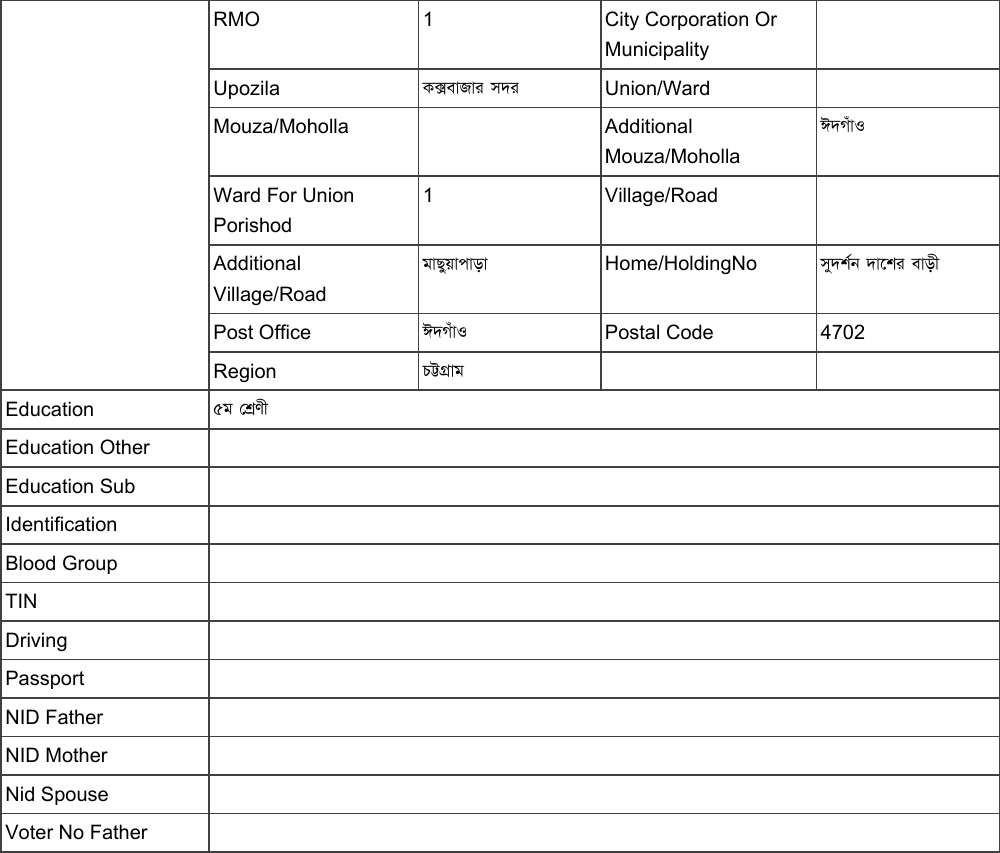 RMO 1 City Corporation Or
Municipality
Upozila কক্সবাজার সদর Union/Ward
Mouza/Moholla Additional ঈদগাঁও
Mouza/Moholla
Ward For Union 1 Village/Road
Porishod
Additional মাছুয়াপাড়া Home/HoldingNo সুদর্শন দাশের বাড়ী
Village/Road
Post Office ঈদগাঁও Postal Code 4702
Region চট্টগ্রাম
Education ৫ম শ্রেণী
Education Other
Education Sub
Identification
Blood Group
TIN
Driving
Passport
NID Father
NID Mother
Nid Spouse
Voter No Father